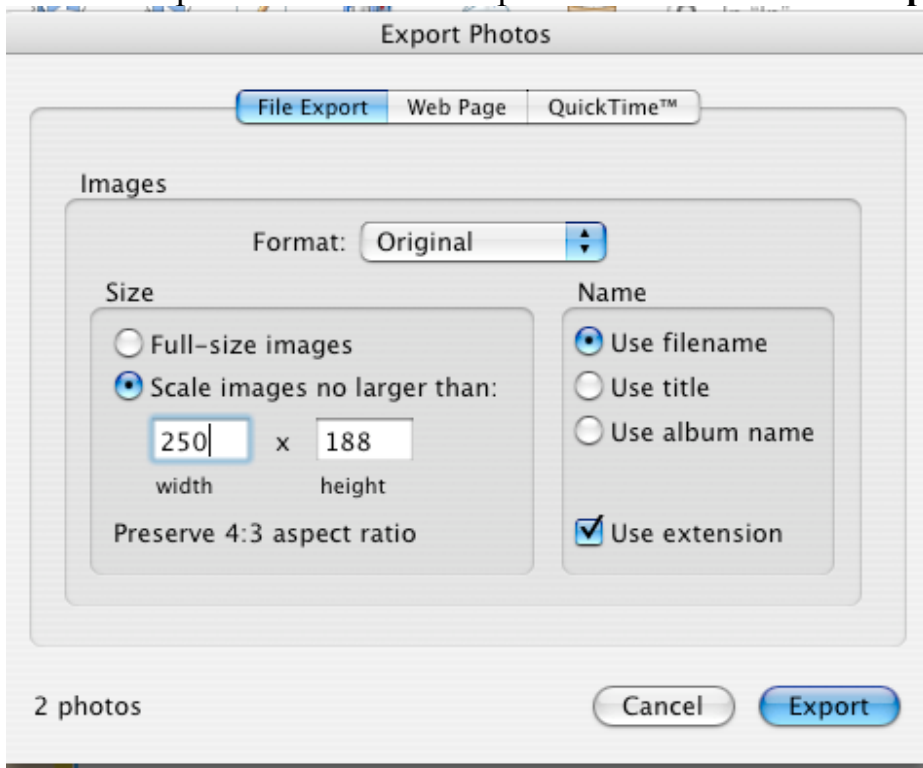 Export Photos
File Export Web Page QuickTime™
Images
Format: Original
Size
Full-size images
Scale images no larger than:
250 x 188
width height
Preserve 4:3 aspect ratio
Name
Use filename
Use title
Use album name
Use extension
2 photos
Cancel Export